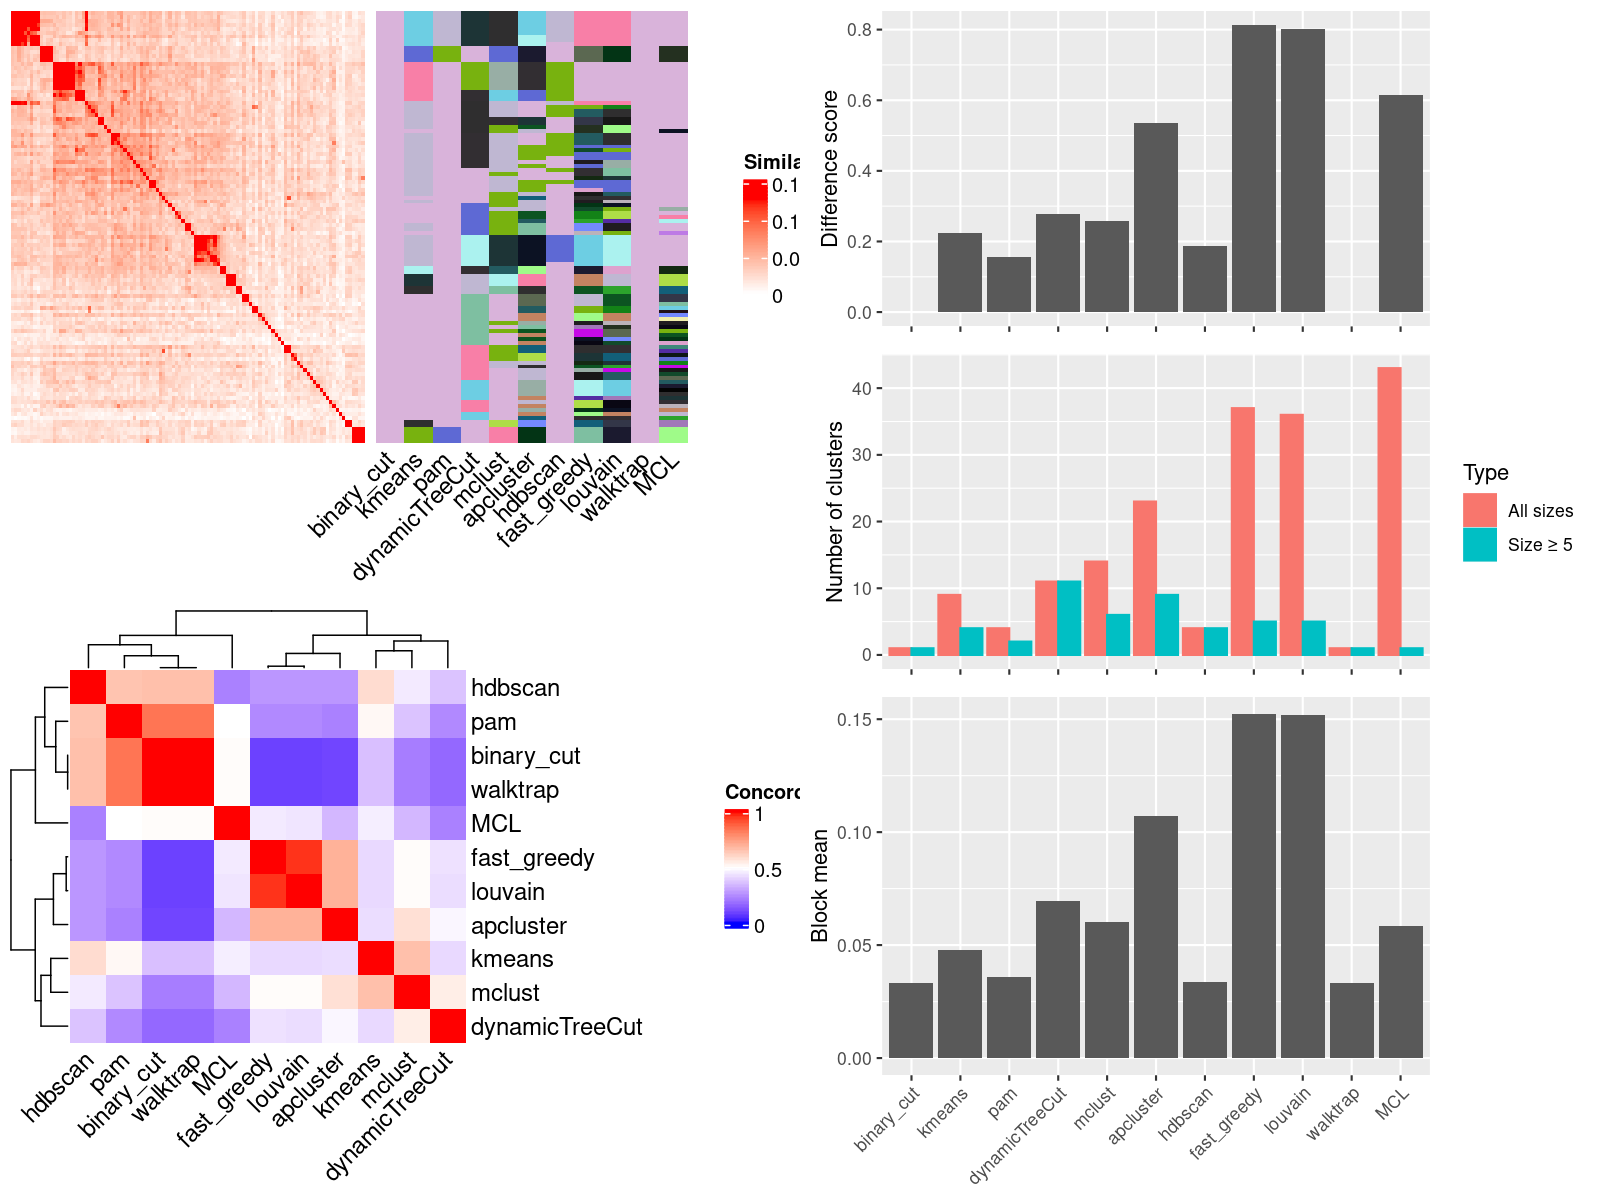 Simila
0.1
0.1
0.0
0
binary_cut
kmeans
pam
dynamicTreeCut
mclust
apcluster
hdbscan
fast_greedy
louvain
walktrap
MCL
Difference score
0.8
0.6
0.4
0.2
0.0
Number of clusters
40
30
20
10
0
Type
All sizes
Size ≥ 5
hdbscan
pam
binary_cut
walktrap
MCL
fast_greedy
louvain
apcluster
kmeans
mclust
dynamicTreeCut
hdbscan
pam
binary_cut
walktrap
MCL
fast_greedy
louvain
apcluster
kmeans
mclust
dynamicTreeCut
Concord
1
0.5
0
Block mean
0.15
0.10
0.05
0.00
binary_cut
kmeans
pam
dynamicTreeCut
mclust
apcluster
hdbscan
fast_greedy
louvain
walktrap
MCL